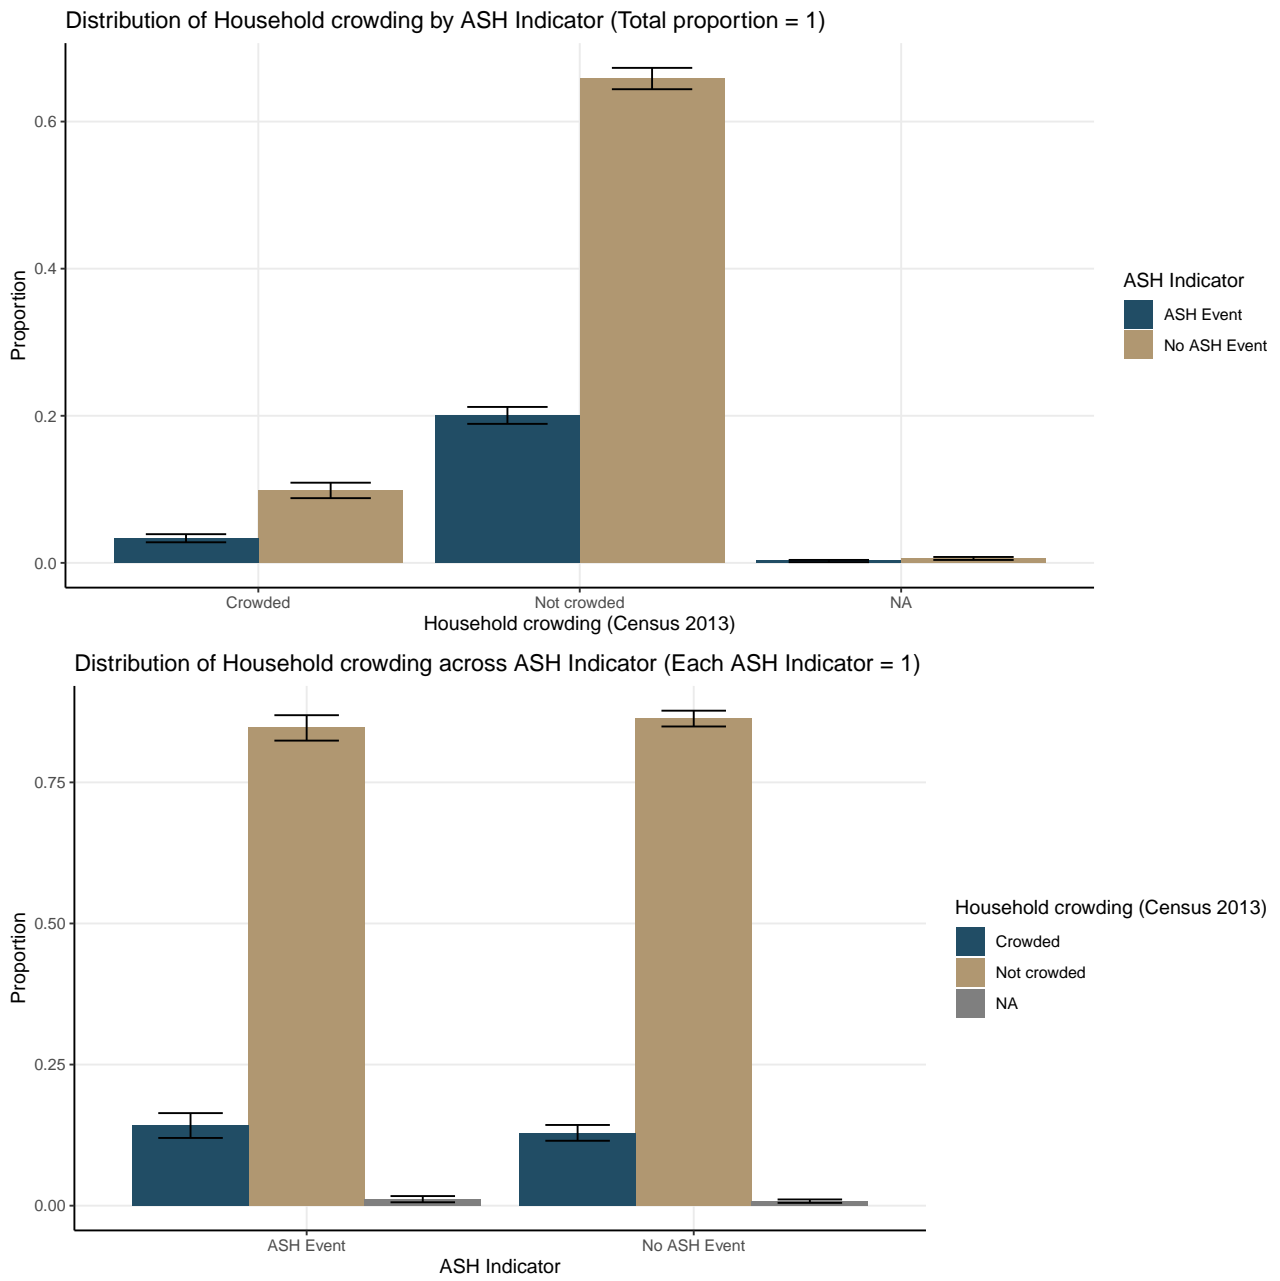 Distribution of Household crowding by ASH Indicator (Total proportion = 1)
0.6
0.4
0.2
0.0
Proportion
Crowded
Not crowded
NA
Household crowding (Census 2013)
ASH Indicator
ASH Event
No ASH Event
Distribution of Household crowding across ASH Indicator (Each ASH Indicator = 1)
0.75
0.50
0.25
0.00
Proportion
ASH Event
No ASH Event
ASH Indicator
Household crowding (Census 2013)
Crowded
Not crowded
NA